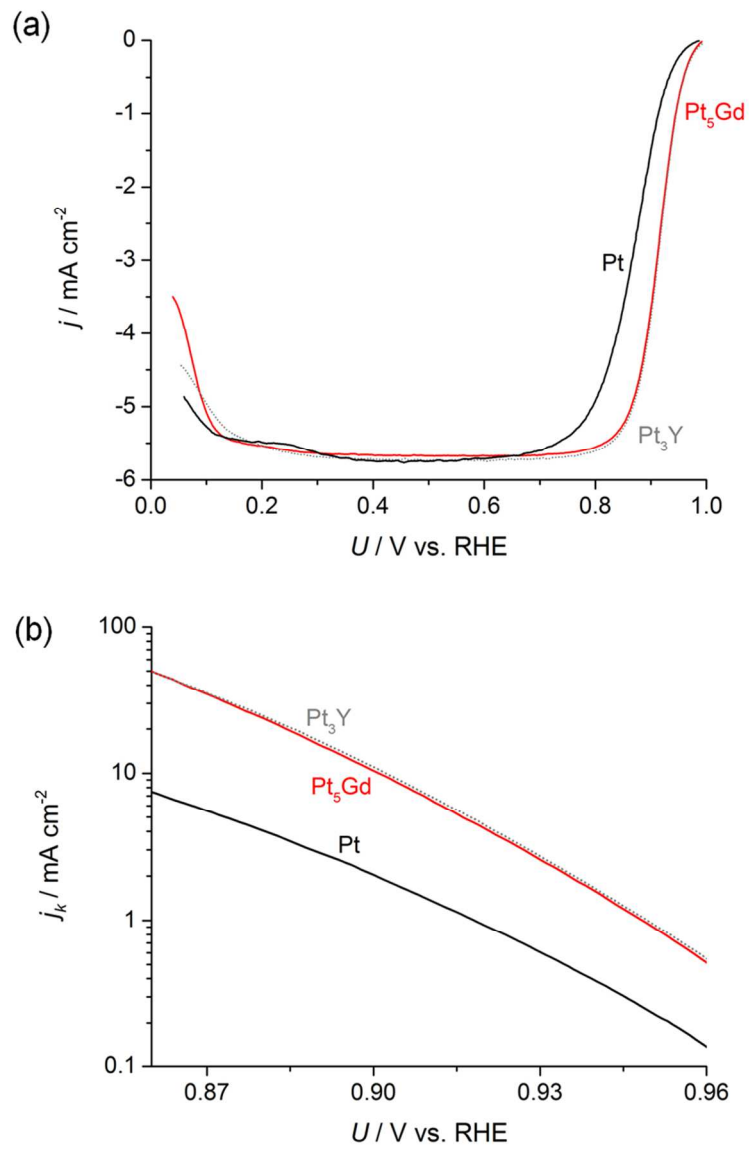 (a)
0
-1
-2
-3
-4
-5
-6
j / mA cm⁻²
Pt₅Gd
Pt
Pt₃Y
0.0 0.2 0.4 0.6 0.8 1.0
U / V vs. RHE
(b)
100
10
1
0.1
jₖ / mA cm⁻²
Pt₃Y
Pt₅Gd
Pt
0.87 0.90 0.93 0.96
U / V vs. RHE